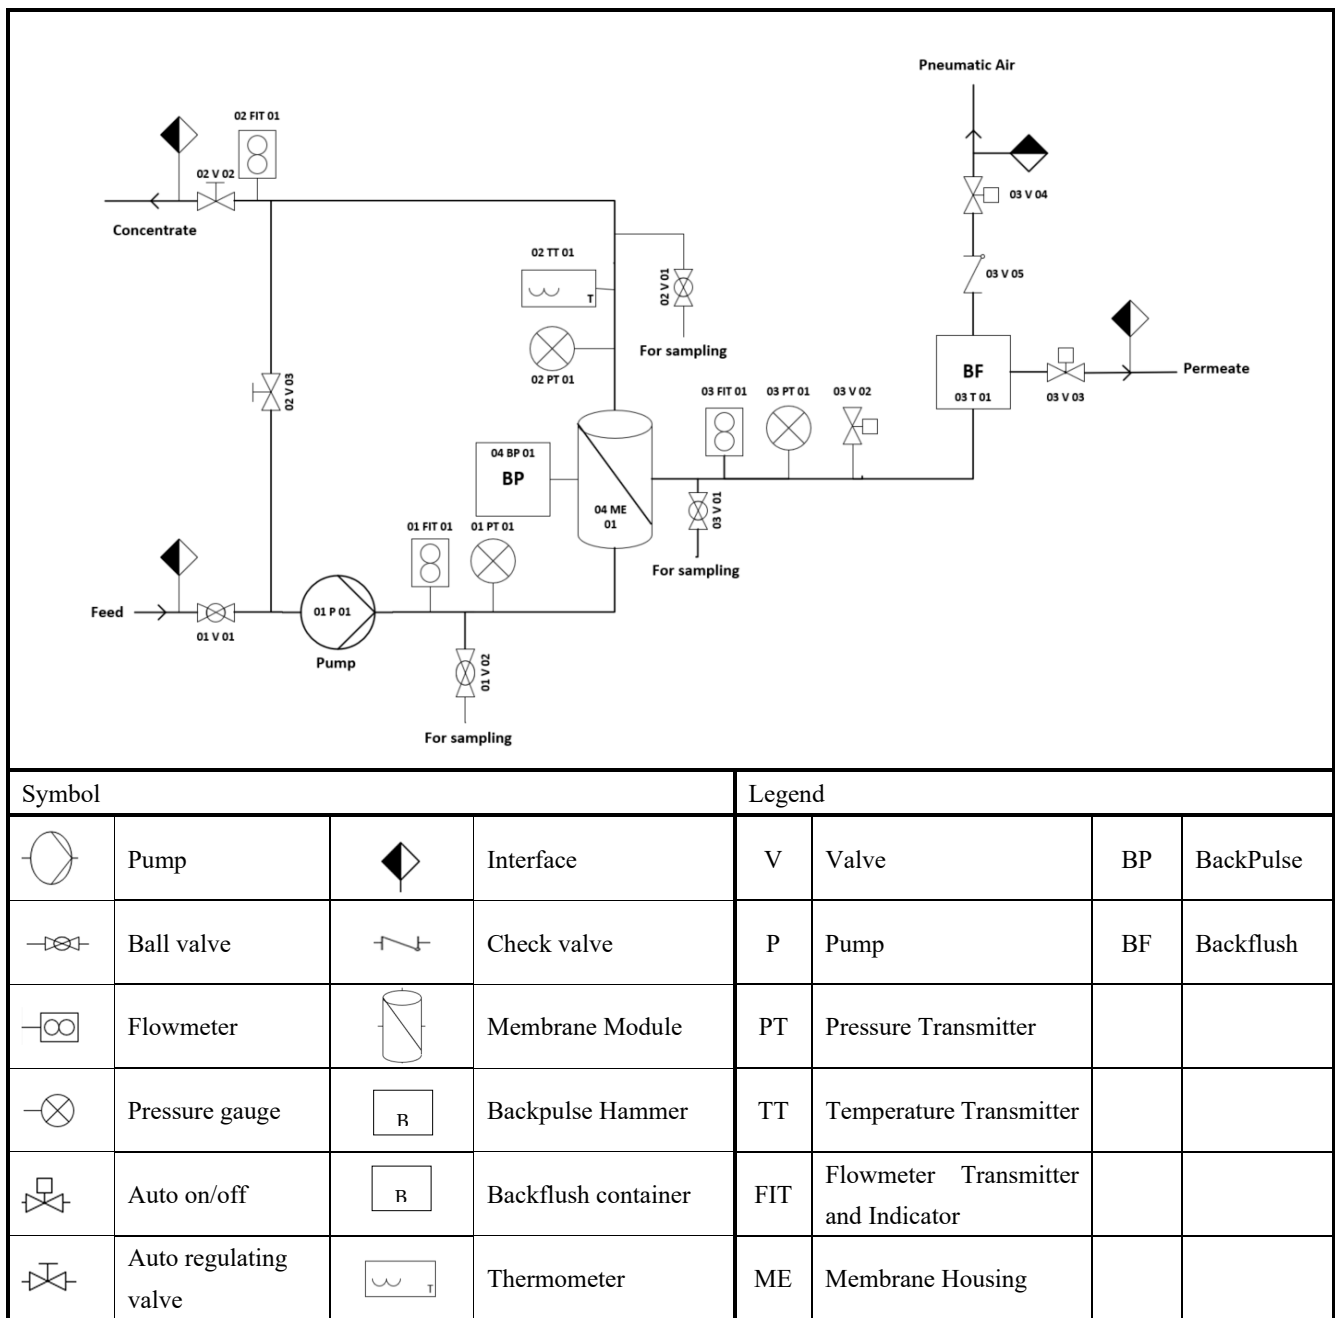 Pneumatic Air
02 FIT 01
02 V 02
03 V 04
Concentrate
02 TT 01
T
02 V 01
03 V 05
For sampling
02 PT 01
BF
03 T 01
Permeate
03 V 03
02 V 03
03 FIT 01
03 PT 01
03 V 02
04 BP 01
BP
04 ME
01
03 V 01
01 FIT 01
01 PT 01
For sampling
Feed
01 V 01
01 P 01
Pump
01 V 02
For sampling
Symbol
Legend
Pump
Interface
V
Valve
BP
BackPulse
Ball valve
Check valve
P
Pump
BF
Backflush
Flowmeter
Membrane Module
PT
Pressure Transmitter
Pressure gauge
B
Backpulse Hammer
TT
Temperature Transmitter
Auto on/off
B
Backflush container
FIT
Flowmeter Transmitter
and Indicator
Auto regulating
valve
T
Thermometer
ME
Membrane Housing